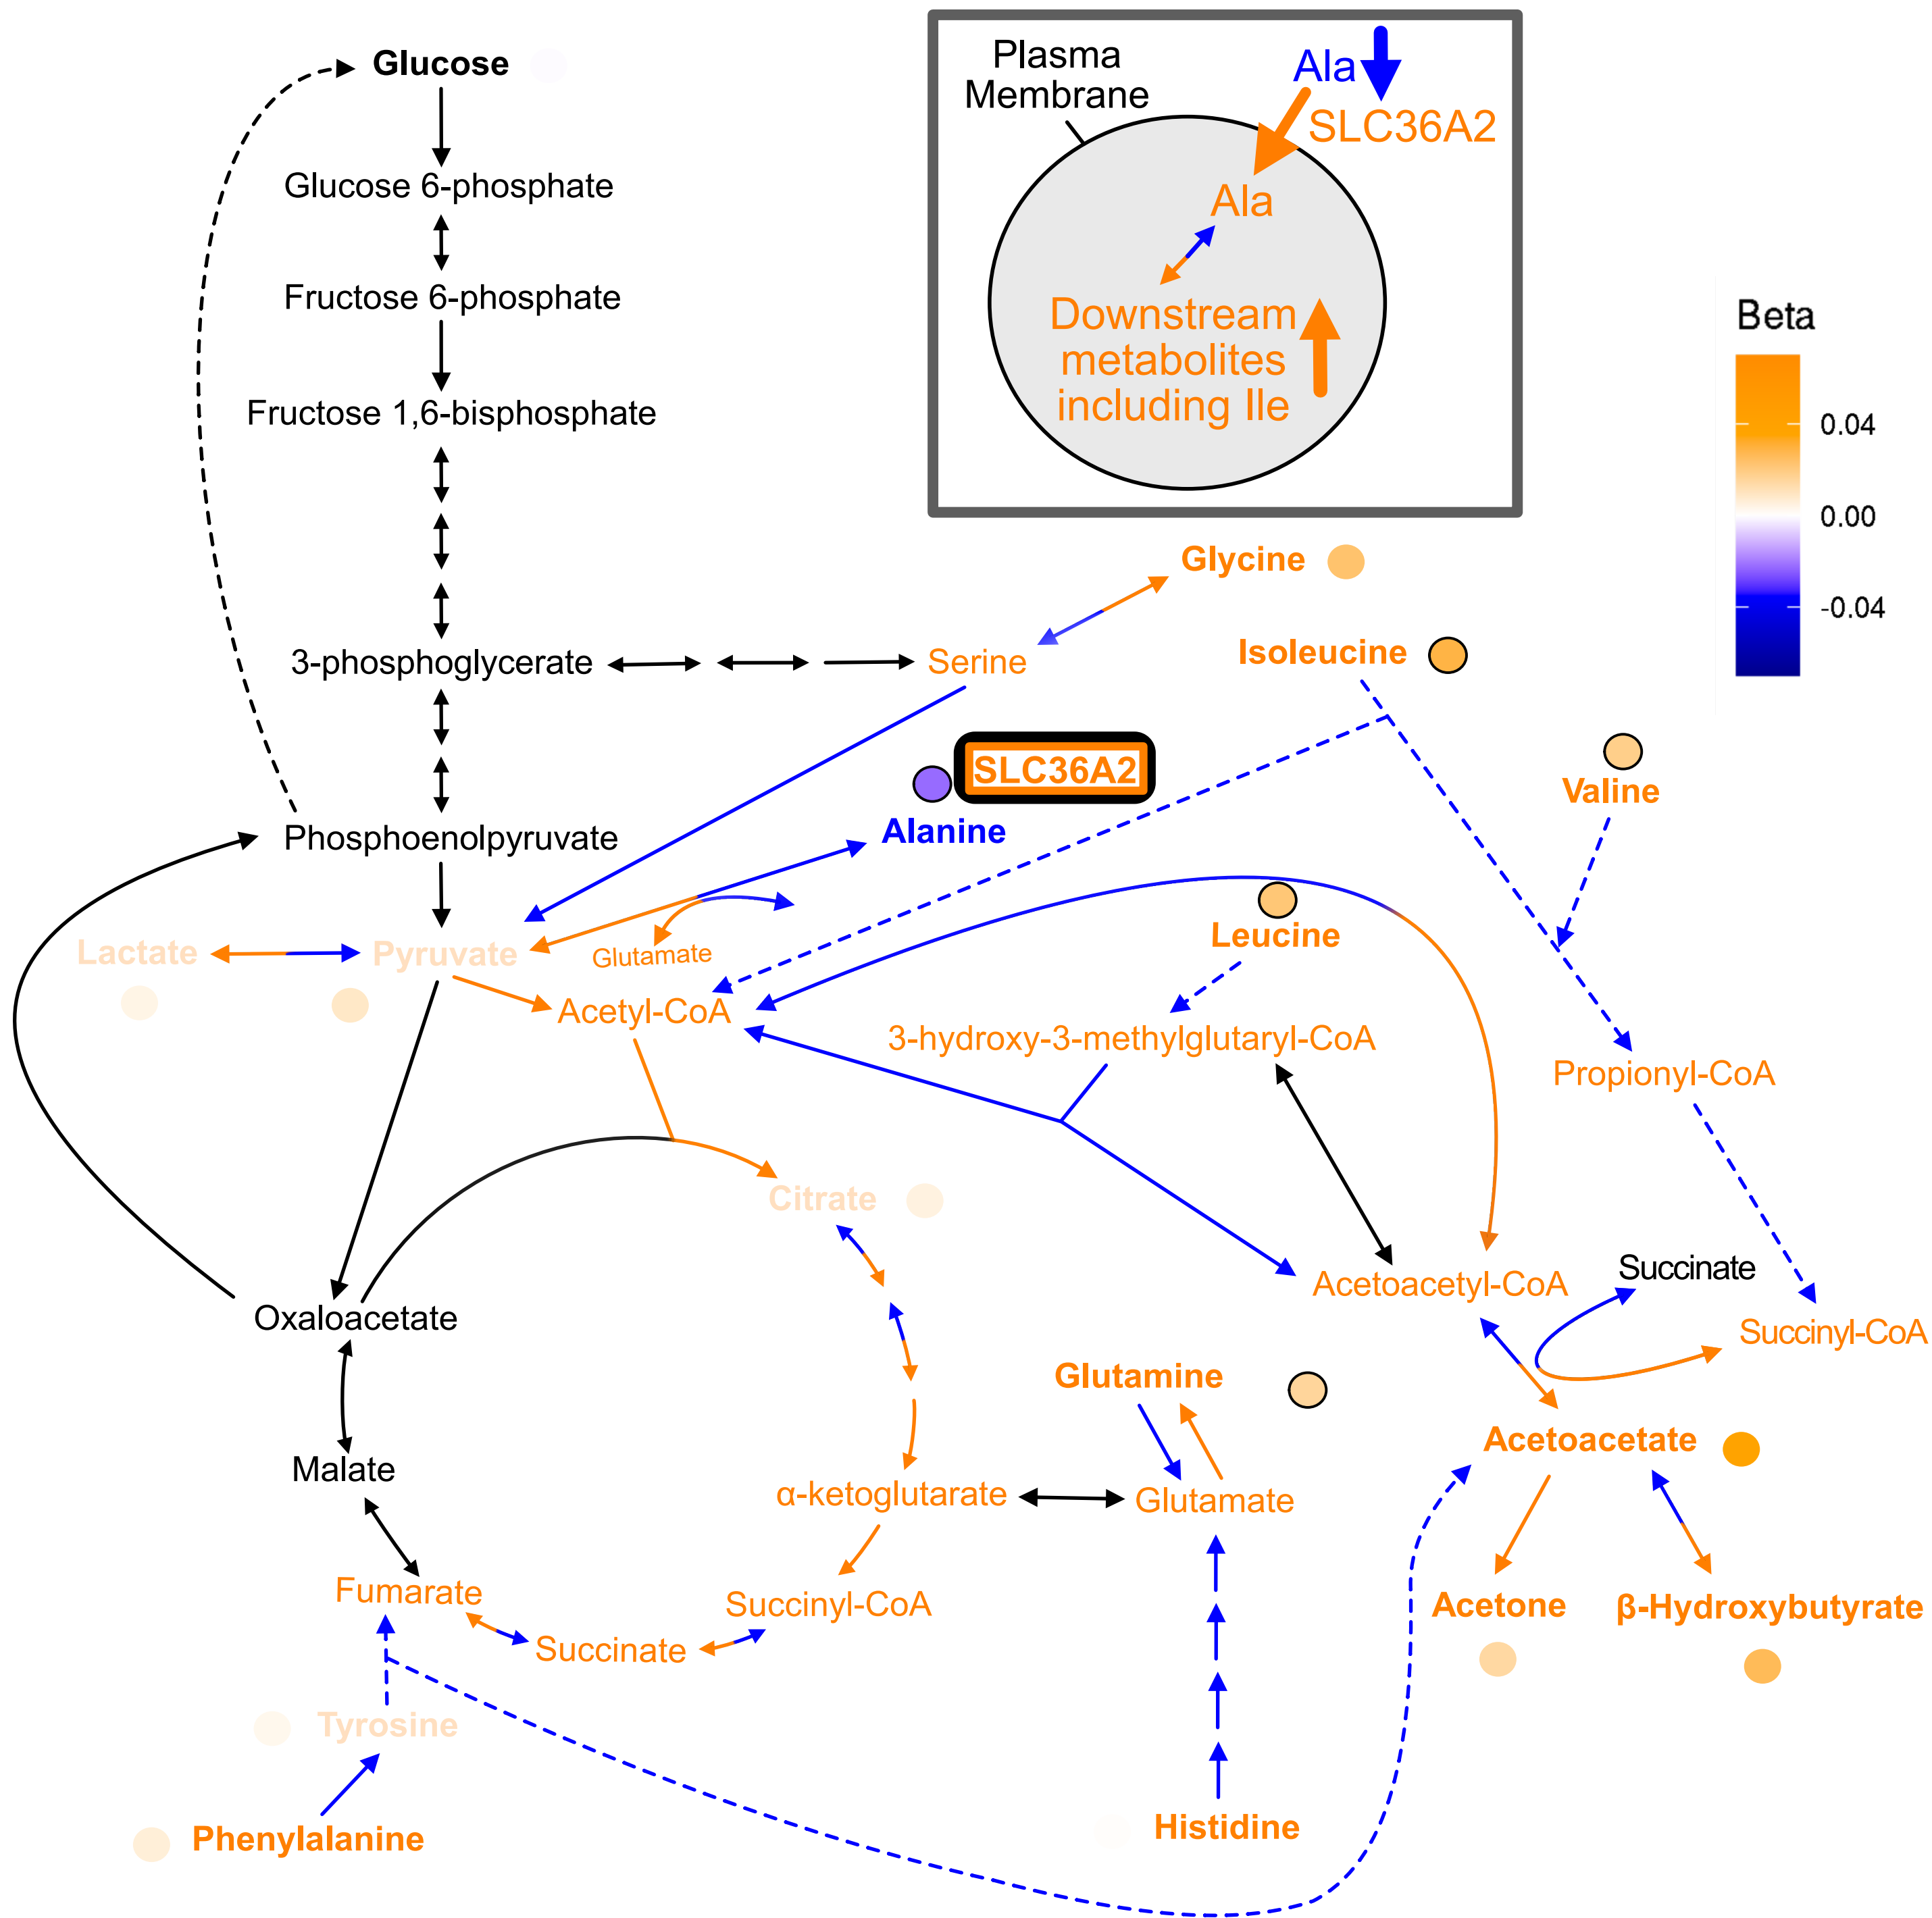 Glucose
Plasma
Membrane
Ala
SLC36A2
Ala
Downstream
metabolites
including Ile
Beta
0.04
0.00
-0.04
Glucose 6-phosphate
Fructose 6-phosphate
Fructose 1,6-bisphosphate
Glycine
3-phosphoglycerate
Serine
Isoleucine
SLC36A2
Valine
Alanine
Phosphoenolpyruvate
Leucine
Lactate
Pyruvate
Glutamate
Acetyl-CoA
3-hydroxy-3-methylglutaryl-CoA
Propionyl-CoA
Citrate
Oxaloacetate
Acetoacetyl-CoA
Succinate
Succinyl-CoA
Glutamine
Acetoacetate
Malate
α-ketoglutarate
Glutamate
Fumarate
Succinyl-CoA
Acetone
β-Hydroxybutyrate
Succinate
Tyrosine
Phenylalanine
Histidine